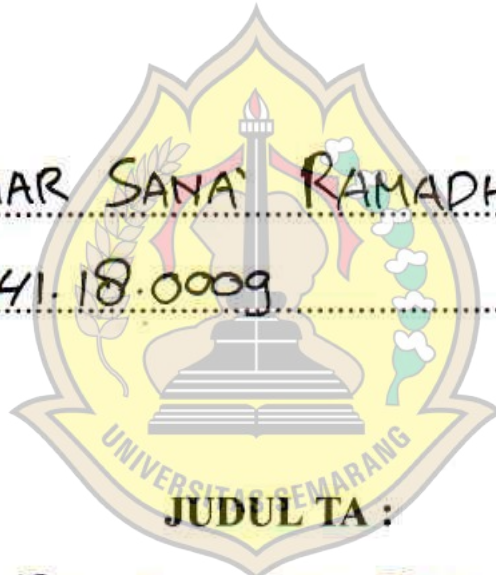 AR SANA' RAMADH
41.18.0009
UNIVERSITAS SEMARANG
JUDUL TA :